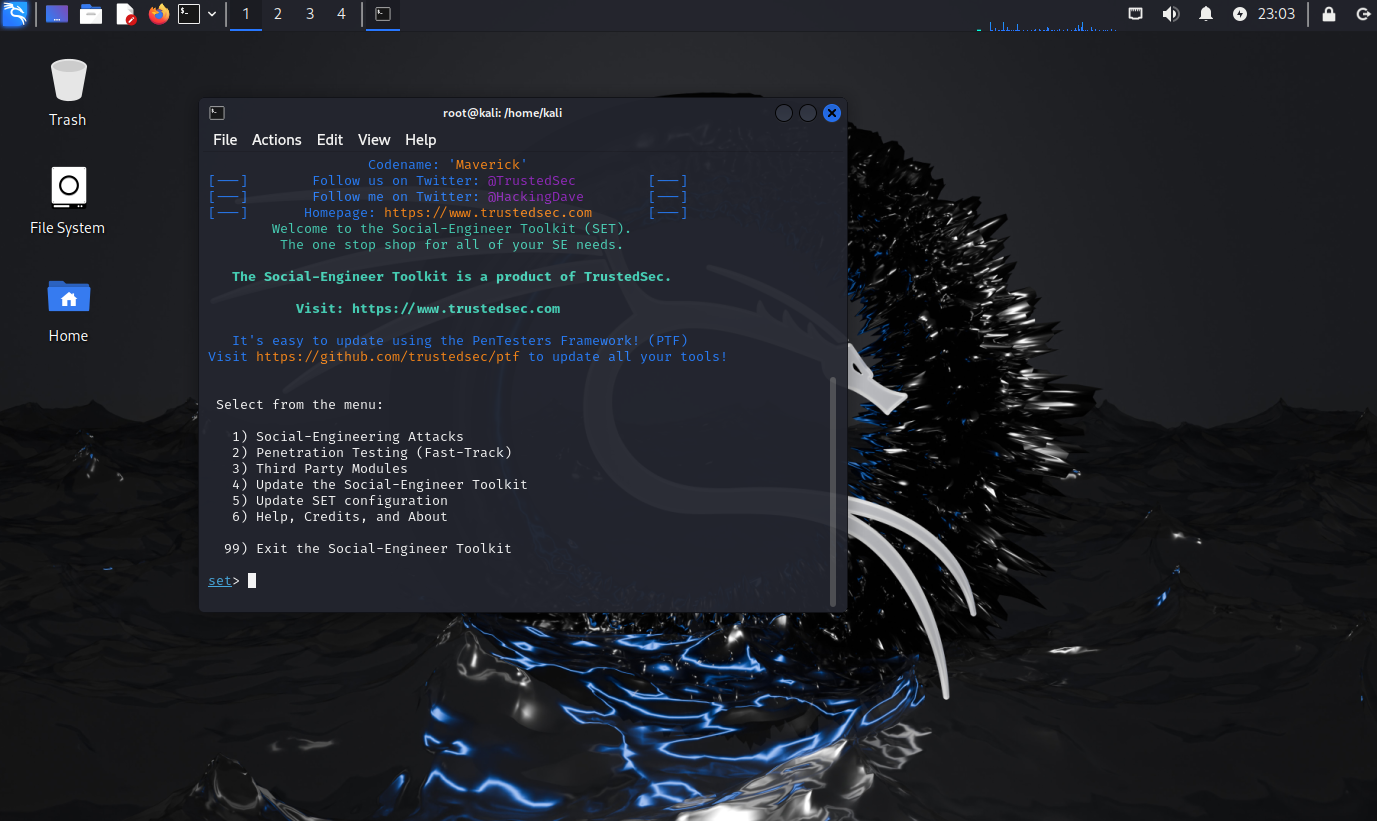 1 2 3 4 23:03
Trash
File System
Home
root@kali: /home/kali
File Actions Edit View Help
Codename: 'Maverick'
[---] Follow us on Twitter: @TrustedSec [---]
[---] Follow me on Twitter: @HackingDave [---]
[---] Homepage: https://www.trustedsec.com [---]
Welcome to the Social-Engineer Toolkit (SET).
The one stop shop for all of your SE needs.
The Social-Engineer Toolkit is a product of TrustedSec.
Visit: https://www.trustedsec.com
It's easy to update using the PenTesters Framework! (PTF)
Visit https://github.com/trustedsec/ptf to update all your tools!
Select from the menu:
1) Social-Engineering Attacks
2) Penetration Testing (Fast-Track)
3) Third Party Modules
4) Update the Social-Engineer Toolkit
5) Update SET configuration
6) Help, Credits, and About
99) Exit the Social-Engineer Toolkit
set>